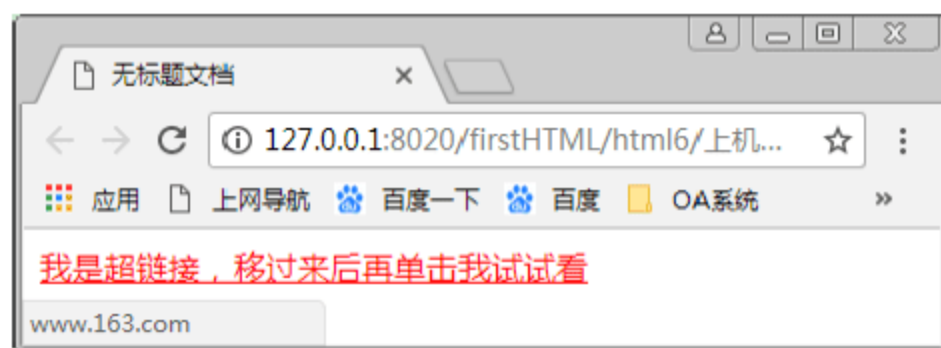 无标题文档
127.0.0.1:8020/firstHTML/html6/上机...
应用 上网导航 百度一下 百度 OA系统 »
我是超链接，移过来后再单击我试试看
www.163.com